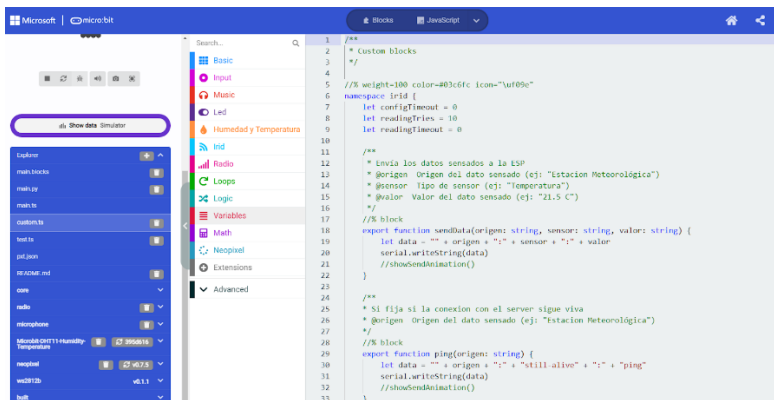 Microsoft | micro:bit
Blocks
JavaScript
Show data Simulator
Explorer
main.blocks
main.py
main.ts
custom.ts
test.ts
pxt.json
README.md
core
radio
microphone
Microbit-DHT11-Humidity-Temperature
395d616
neopixel
v0.7.5
ws2812b
v0.1.1
built
Search...
Basic
Input
Music
Led
Humedad y Temperatura
Irid
Radio
Loops
Logic
Variables
Math
Neopixel
Extensions
Advanced
1 /**
2 * Custom blocks
3 */
4
5 //% weight=100 color=#03c6fc icon="\uf09e"
6 namespace irid {
7 let configTimeout = 0
8 let readingTries = 10
9 let readingTimeout = 0
10
11 /**
12 * Envía los datos sensados a la ESP
13 * @origen Origen del dato sensado (ej: "Estacion Meteorológica")
14 * @sensor Tipo de sensor (ej: "Temperatura")
15 * @valor Valor del dato sensado (ej: "21.5 C")
16 */
17 //% block
18 export function sendData(origen: string, sensor: string, valor: string) {
19 let data = "" + origen + ":" + sensor + ":" + valor
20 serial.writeString(data)
21 //showSendAnimation()
22 }
23
24 /**
25 * Si fija si la conexion con el server sigue viva
26 * @origen Origen del dato sensado (ej: "Estacion Meteorológica")
27 */
28 //% block
29 export function ping(origen: string) {
30 let data = "" + origen + ":" + "still-alive" + ":" + "ping"
31 serial.writeString(data)
32 //showSendAnimation()
33 }